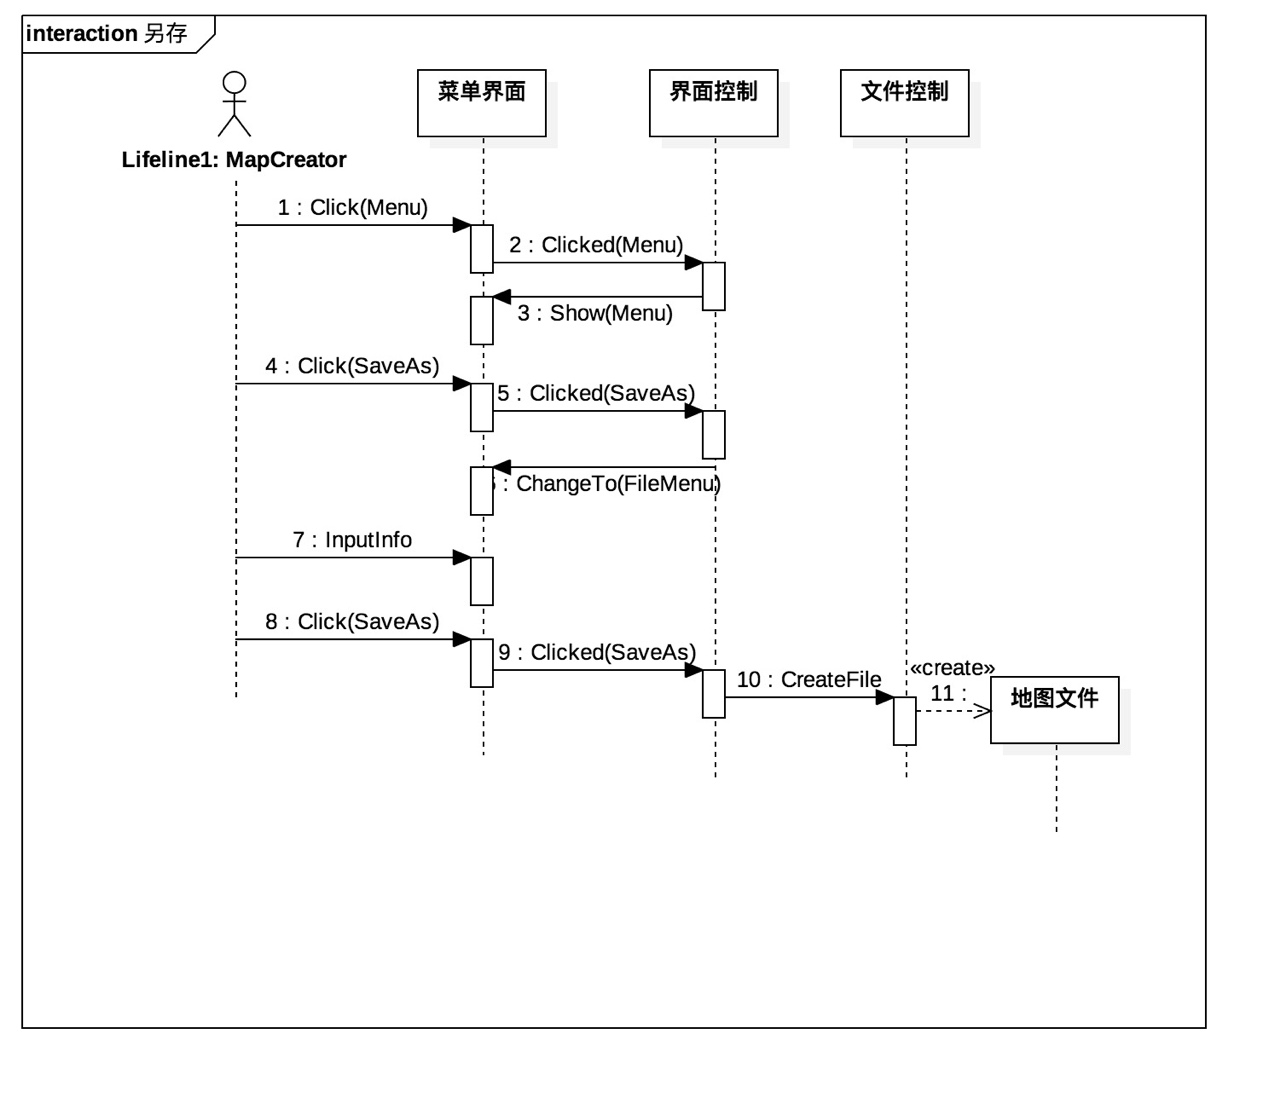 interaction 另存
菜单界面
界面控制
文件控制
Lifeline1: MapCreator
1 : Click(Menu)
2 : Clicked(Menu)
3 : Show(Menu)
4 : Click(SaveAs)
5 : Clicked(SaveAs)
: ChangeTo(FileMenu)
7 : InputInfo
8 : Click(SaveAs)
9 : Clicked(SaveAs)
10 : CreateFile
«create»
11 :
地图文件